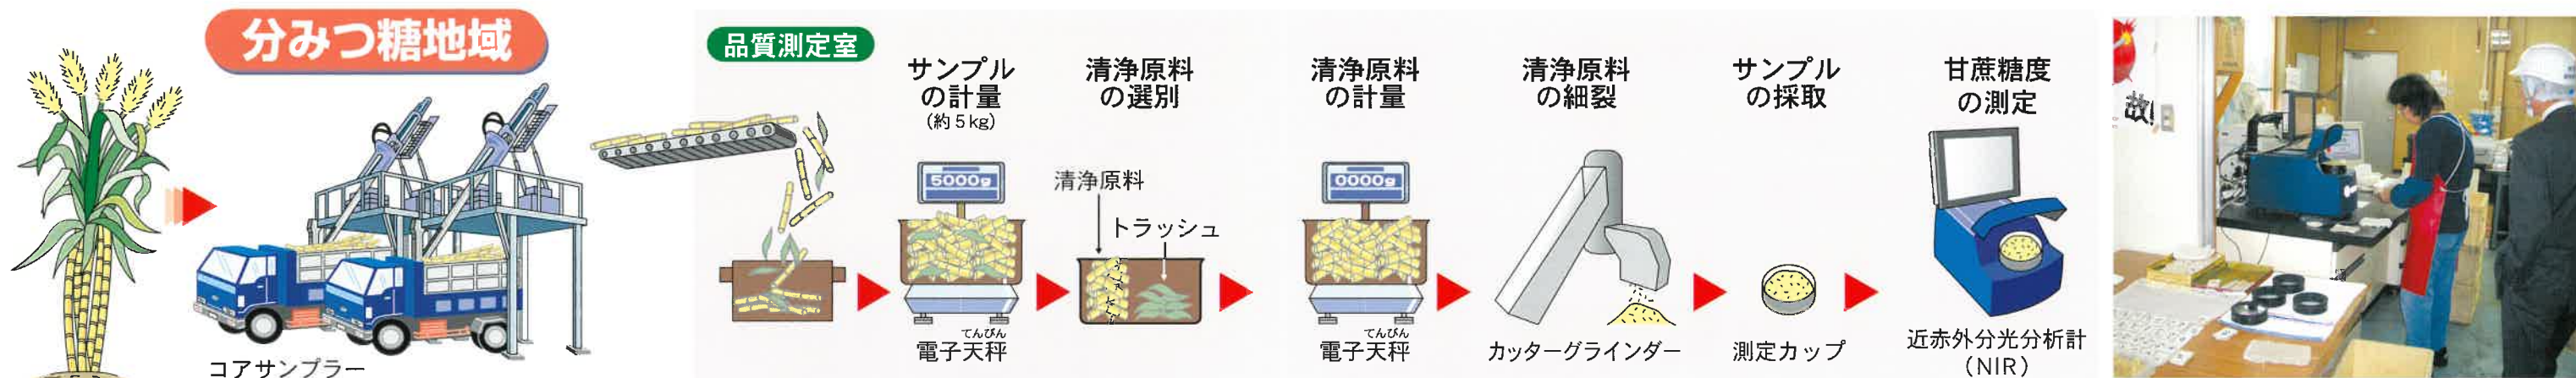 分みつ糖地域
コアサンプラー
品質測定室
サンプル
の計量
(約5kg)
5000g
てんびん
電子天秤
清浄原料
の選別
清浄原料
トラッシュ
清浄原料
の計量
0000g
てんびん
電子天秤
清浄原料
の細裂
カッターグラインダー
サンプル
の採取
測定カップ
甘蔗糖度
の測定
近赤外分光分析計
(NIR)
故!